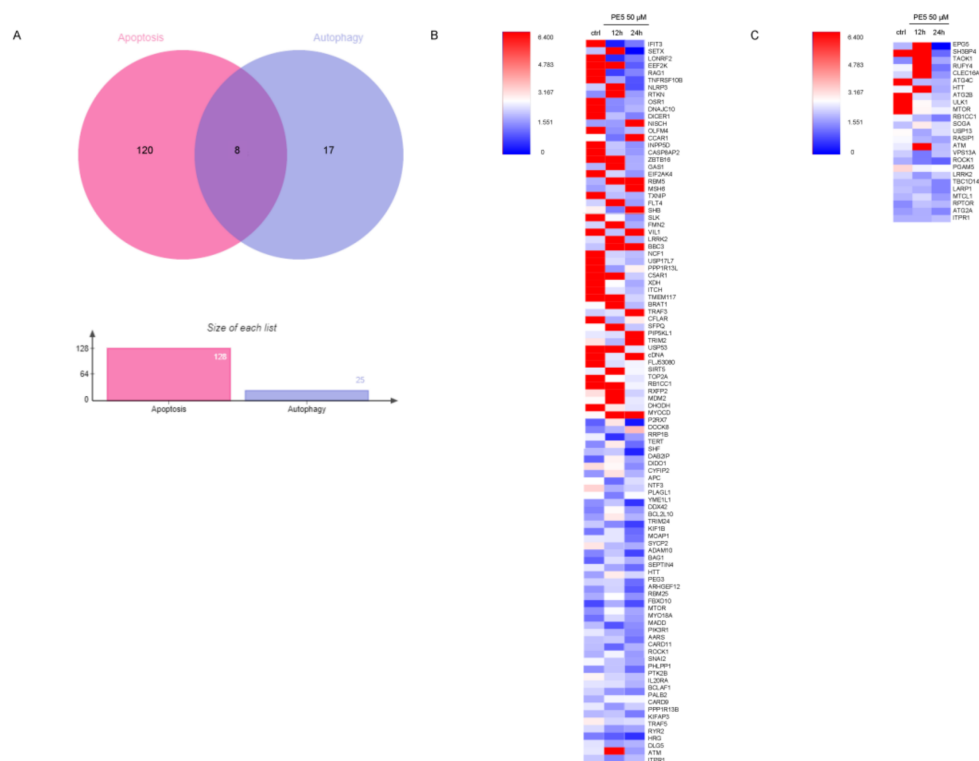 A
Apoptosis
Autophagy
120
8
17
Size of each list
128
64
0
128
25
Apoptosis
Autophagy
B
PE5 50 µM
ctrl 12h 24h
6.400
4.783
3.167
1.551
0
IFIT3
SETX
LONRF2
EEF2K
RAG1
TNFRSF10B
NLRP3
RTKN
OSR1
DNAJC10
DICER1
NISCH
OLFM4
CCAR1
INPP5D
CASP8AP2
ZBTB16
GAS1
EIF2AK4
RBM5
MSH6
TXNIP
FLT4
SHB
SLK
FMN2
VIL1
LRRK2
BBC3
NCF1
USP17L7
PPP1R13L
C5AR1
XDH
ITCH
TMEM117
BRAT1
TRAF3
CFLAR
SFPQ
PIP5KL1
TRIM2
USP53
cDNA
FLJ53080
SIRT5
TOP2A
RB1CC1
RXFP2
MDM2
DHODH
MYOCD
P2RX7
DOCK8
RRP1B
TERT
SHF
DAB2IP
DIDO1
CYFIP2
APC
NTF3
PLAGL1
YME1L1
DDX42
BCL2L10
TRIM24
KIF1B
MOAP1
SYCP2
ADAM10
BAG1
SEPTIN4
HTT
PEG3
ARHGEF12
RBM25
FBXO10
MTOR
MYO18A
MADD
PIK3R1
AARS
CARD11
ROCK1
SNAI2
PHLPP1
PTK2B
IL20RA
BCLAF1
PALB2
CARD9
PPP1R13B
KIFAP3
TRAF5
RYR2
HRG
DLG5
ATM
ITPR1
C
PE5 50 µM
ctrl 12h 24h
6.400
4.783
3.167
1.551
0
EPG5
SH3BP4
TAOK1
RUFY4
CLEC16A
ATG4C
HTT
ATG2B
ULK1
MTOR
RB1CC1
SOGA
USP13
RASIP1
ATM
VPS13A
ROCK1
PGAM5
LRRK2
TBC1D14
LARP1
MTCL1
RPTOR
ATG2A
ITPR1